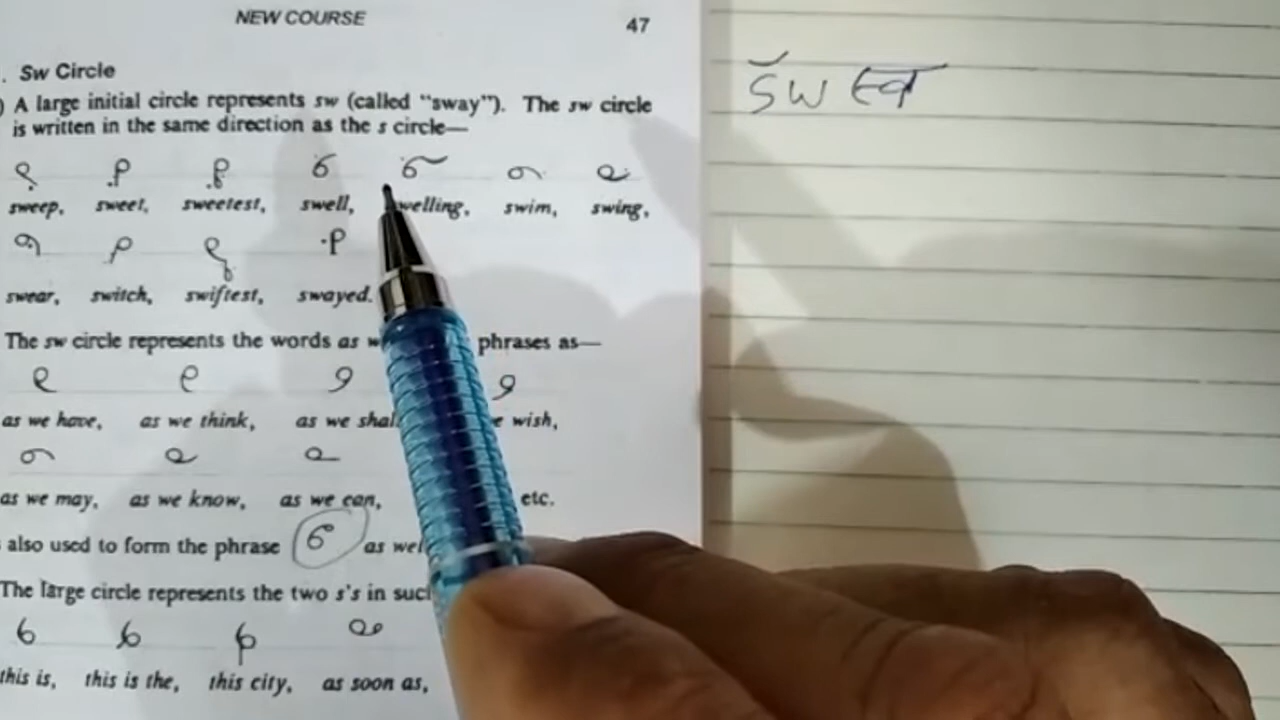 NEW COURSE 47
. Sw Circle
) A large initial circle represents sw (called "sway"). The sw circle
is written in the same direction as the s circle—
sweep, sweet, sweetest, swell, welling, swim, swing,
swear, switch, swiftest, swayed.
The sw circle represents the words as w phrases as—
as we have, as we think, as we shal e wish,
as we may, as we know, as we can, etc.
also used to form the phrase as wel
The large circle represents the two s's in suc
this is, this is the, this city, as soon as,
sw